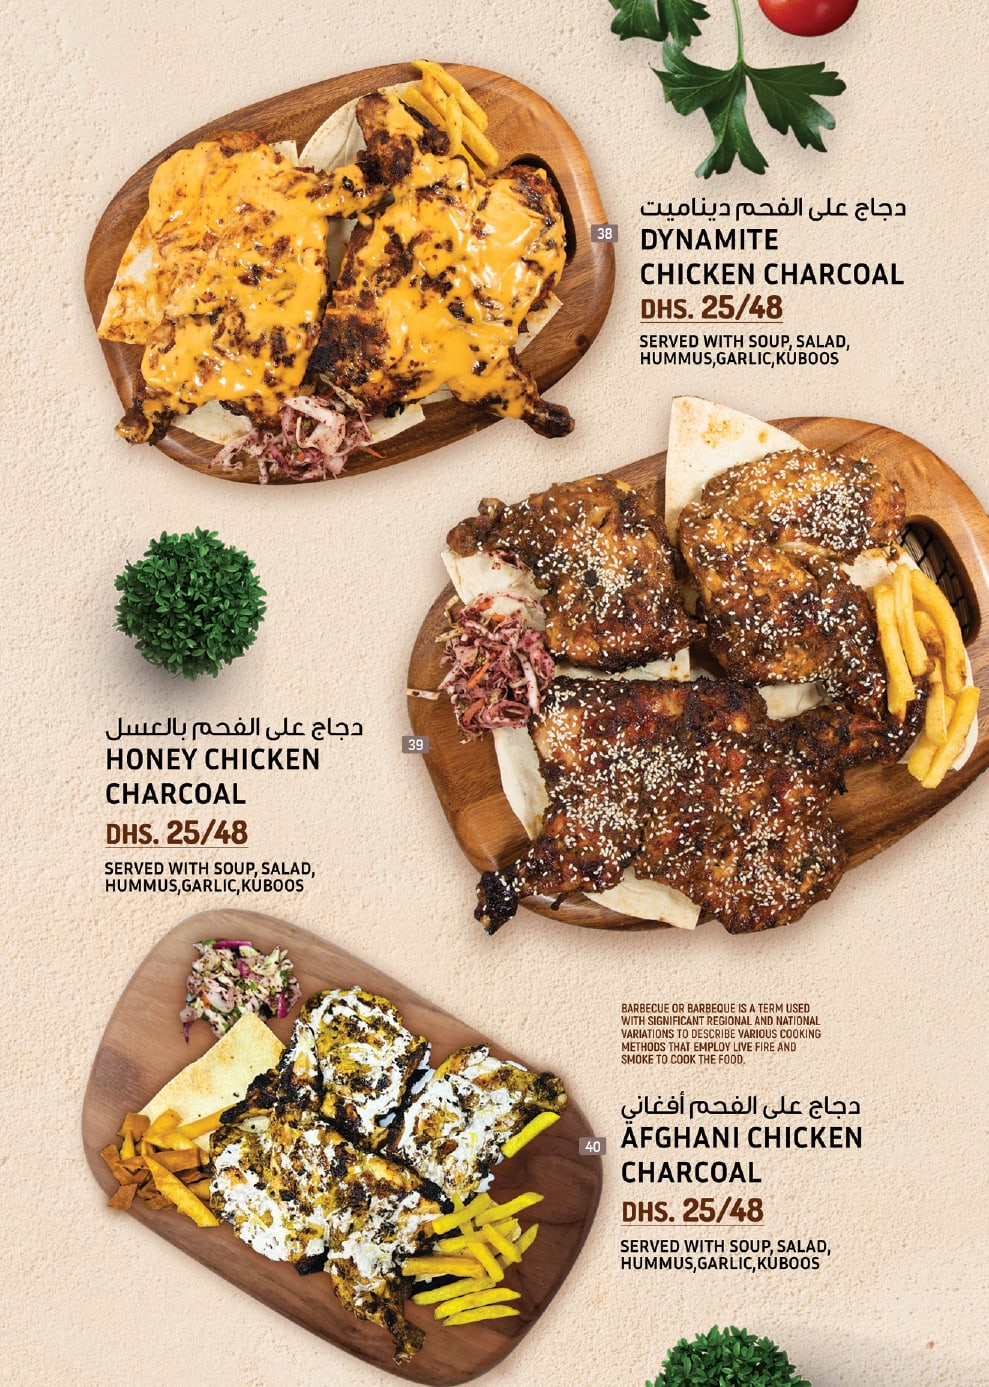 دجاج على الفحم ديناميت
38
DYNAMITE
CHICKEN CHARCOAL
DHS. 25/48
SERVED WITH SOUP, SALAD,
HUMMUS,GARLIC,KUBOOS
دجاج على الفحم بالعسل
39
HONEY CHICKEN
CHARCOAL
DHS. 25/48
SERVED WITH SOUP, SALAD,
HUMMUS,GARLIC,KUBOOS
BARBECUE OR BARBEQUE IS A TERM USED
WITH SIGNIFICANT REGIONAL AND NATIONAL
VARIATIONS TO DESCRIBE VARIOUS COOKING
METHODS THAT EMPLOY LIVE FIRE AND
SMOKE TO COOK THE FOOD.
دجاج على الفحم أفغاني
40
AFGHANI CHICKEN
CHARCOAL
DHS. 25/48
SERVED WITH SOUP, SALAD,
HUMMUS,GARLIC,KUBOOS